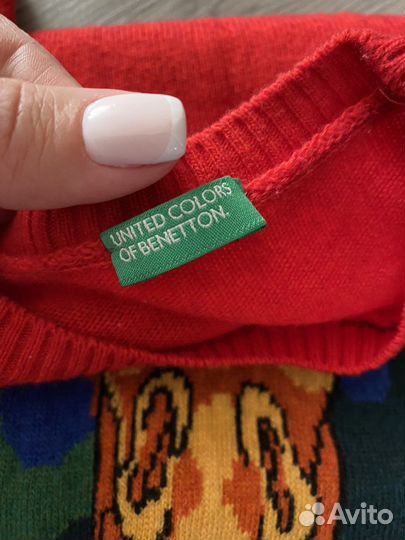 UNITED COLORS
OF BENETTON.
Avito